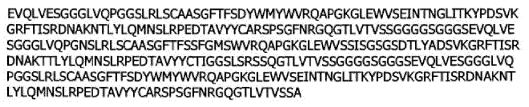 EVQLVESGGGLVQPGGSLRLSCAASGFTFSDYWMYWVRQAPGKGLEWVSEINTNGLITKYPDSVK
GRFTISRDNAKNTLYLQMNSLRPEDTAVYYCARSPSGFNRGQGTLVTVSSGGGGSGGGSEVQLVE
SGGGLVQPGNSLRLSCAASGFTFSSFGMSWVRQAPGKGLEWVSSISGSGSDTLYADSVKGRFTISR
DNAKTTLYLQMNSLRPEDTAVYYCTIGGSLSRSSQGTLVTVSSGGGGSGGGSEVQLVESGGGLVQ
PGGSLRLSCAASGFTFSDYWMYWVRQAPGKGLEWVSEINTNGLITKYPDSVKGRFTISRDNAKNT
LYLQMNSLRPEDTAVYYCARSPSGFNRGQGTLVTVSSA